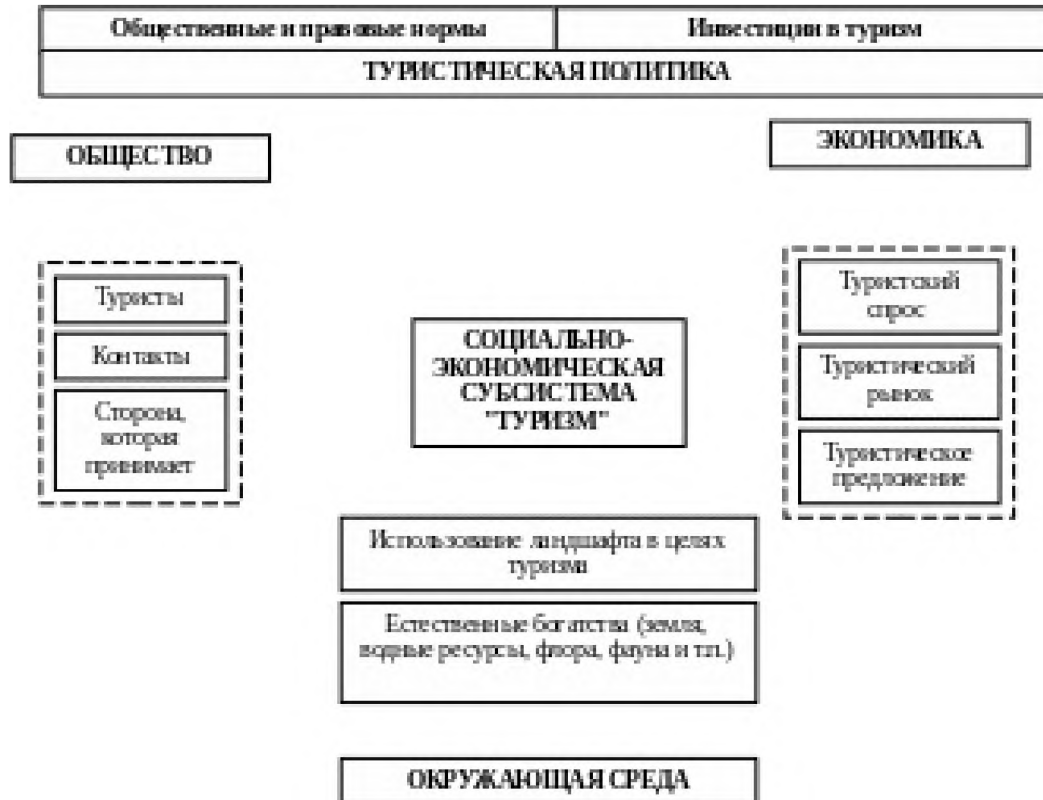 Общественные и правовые нормы
Инвестиции в туризм
ТУРИСТИЧЕСКАЯ ПОЛИТИКА
ОБЩЕСТВО
ЭКОНОМИКА
Туристы
Контакты
Сторона,
которая
принимает
СОЦИАЛЬНО-
ЭКОНОМИЧЕСКАЯ
СУБСИСТЕМА
"ТУРИЗМ"
Туристский
спрос
Туристический
рынок
Туристическое
предложение
Использование ландшафта в целях
туризма
Естественные богатства (земля,
водные ресурсы, флора, фауна и т.п.)
ОКРУЖАЮЩАЯ СРЕДА